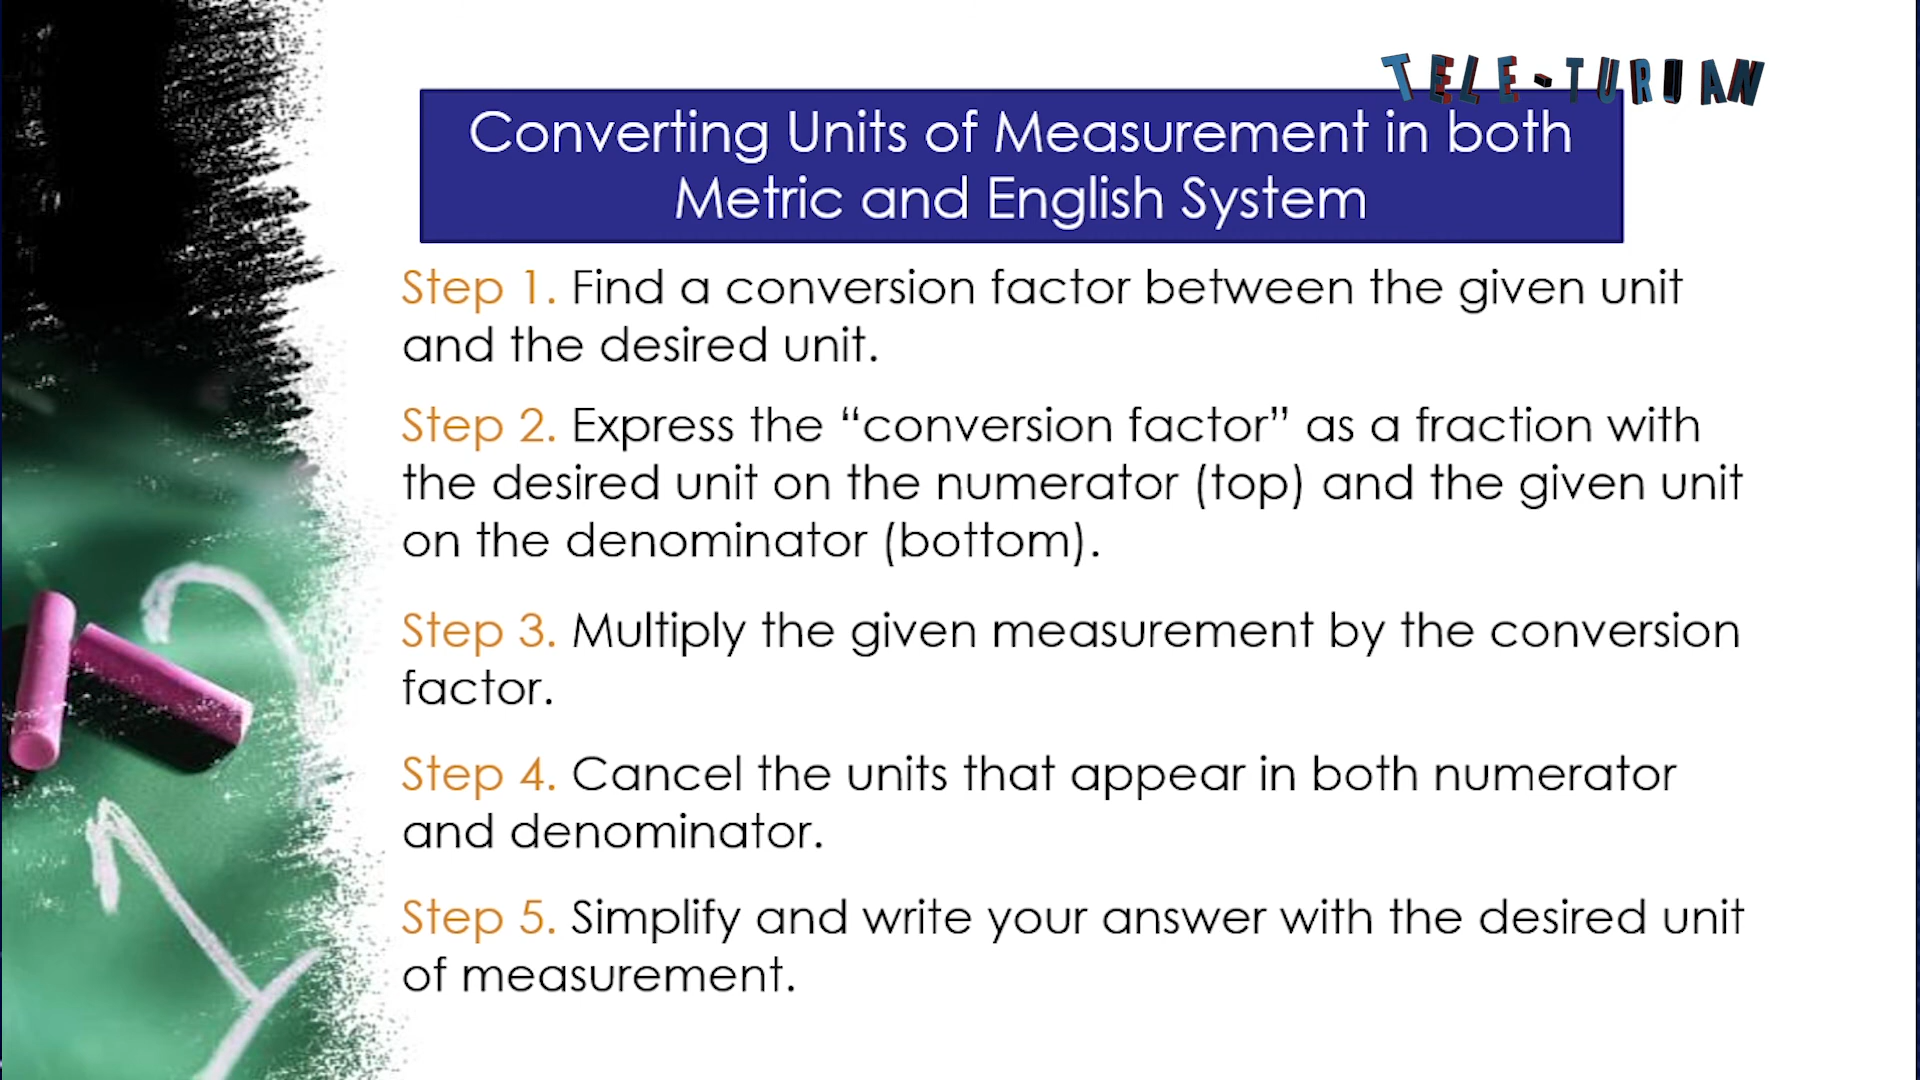 TELE-TURUAN
Converting Units of Measurement in both
Metric and English System
Step 1. Find a conversion factor between the given unit
and the desired unit.
Step 2. Express the “conversion factor” as a fraction with
the desired unit on the numerator (top) and the given unit
on the denominator (bottom).
Step 3. Multiply the given measurement by the conversion
factor.
Step 4. Cancel the units that appear in both numerator
and denominator.
Step 5. Simplify and write your answer with the desired unit
of measurement.